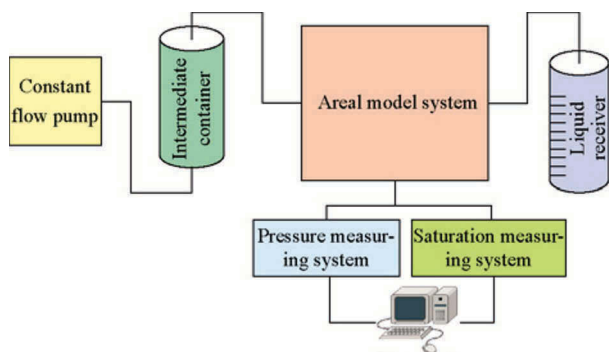 Constant
flow pump
Intermediate
container
Areal model system
Liquid
receiver
Pressure measur-
ing system
Saturation measur-
ing system